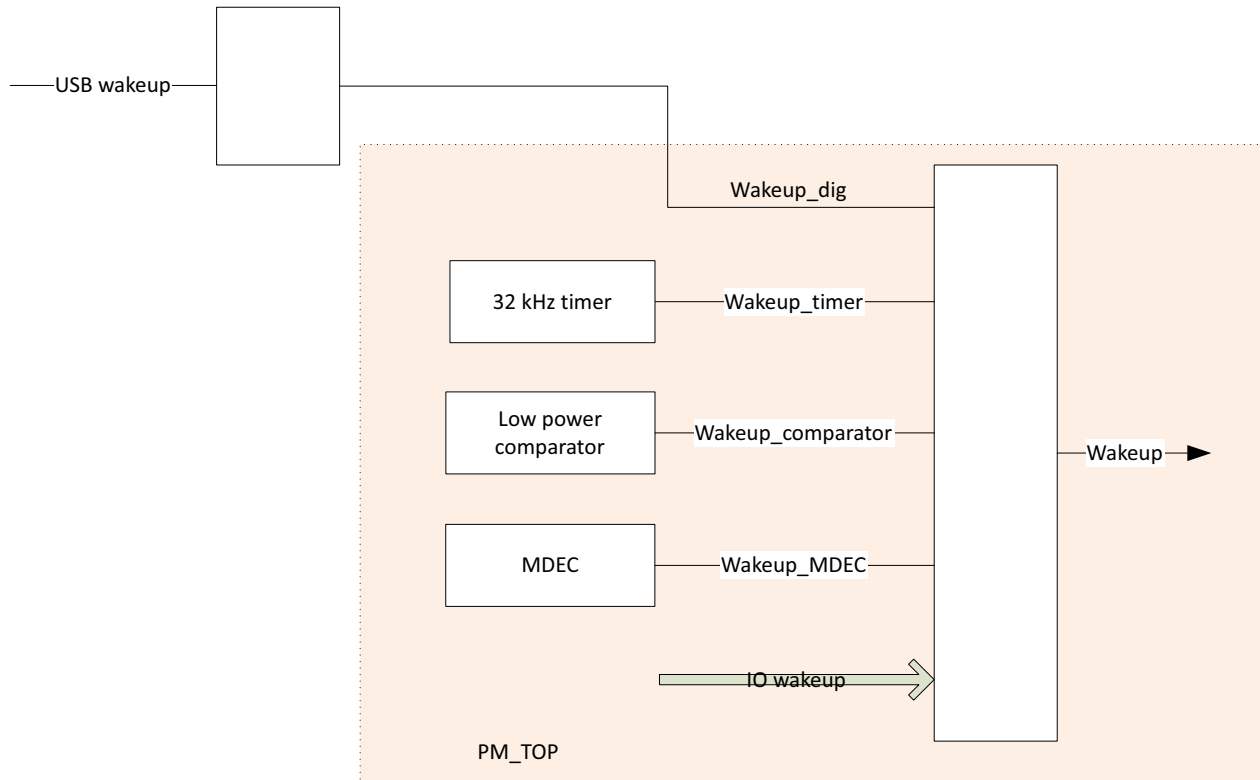 USB wakeup
Wakeup_dig
32 kHz timer
Wakeup_timer
Low power
comparator
Wakeup_comparator
Wakeup
MDEC
Wakeup_MDEC
IO wakeup
PM_TOP